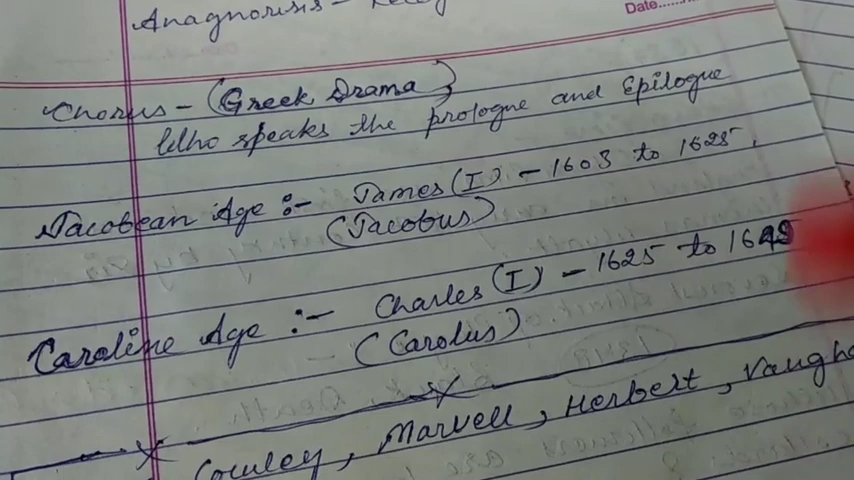 Anagnorisis -
Date.......
Chorus - (Greek Drama)
Who speaks the prologue and Epilogue
Jacobean Age :- James (I) - 1603 to 1625.
(Jacobus)
Caroline Age :- Charles (I) - 1625 to 1649
(Carolus)
Cowley, Marvell, Herbert, Vaugha